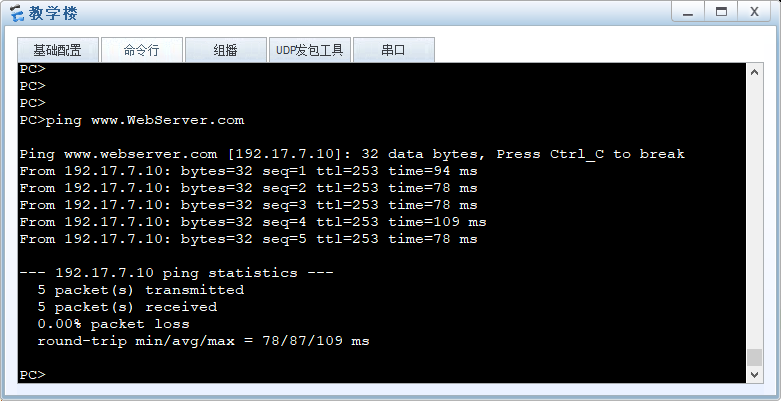 教学楼
基础配置 命令行 组播 UDP发包工具 串口
PC>
PC>
PC>
PC>ping www.WebServer.com
Ping www.webserver.com [192.17.7.10]: 32 data bytes, Press Ctrl_C to break
From 192.17.7.10: bytes=32 seq=1 ttl=253 time=94 ms
From 192.17.7.10: bytes=32 seq=2 ttl=253 time=78 ms
From 192.17.7.10: bytes=32 seq=3 ttl=253 time=78 ms
From 192.17.7.10: bytes=32 seq=4 ttl=253 time=109 ms
From 192.17.7.10: bytes=32 seq=5 ttl=253 time=78 ms
--- 192.17.7.10 ping statistics ---
5 packet(s) transmitted
5 packet(s) received
0.00% packet loss
round-trip min/avg/max = 78/87/109 ms
PC>